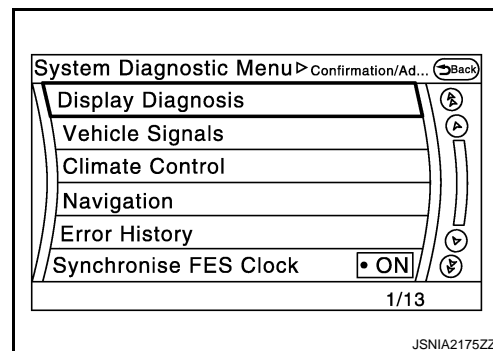 System Diagnostic Menu ▷ Confirmation/Ad... Back
Display Diagnosis
Vehicle Signals
Climate Control
Navigation
Error History
Synchronise FES Clock • ON
1/13
JSNIA2175ZZ